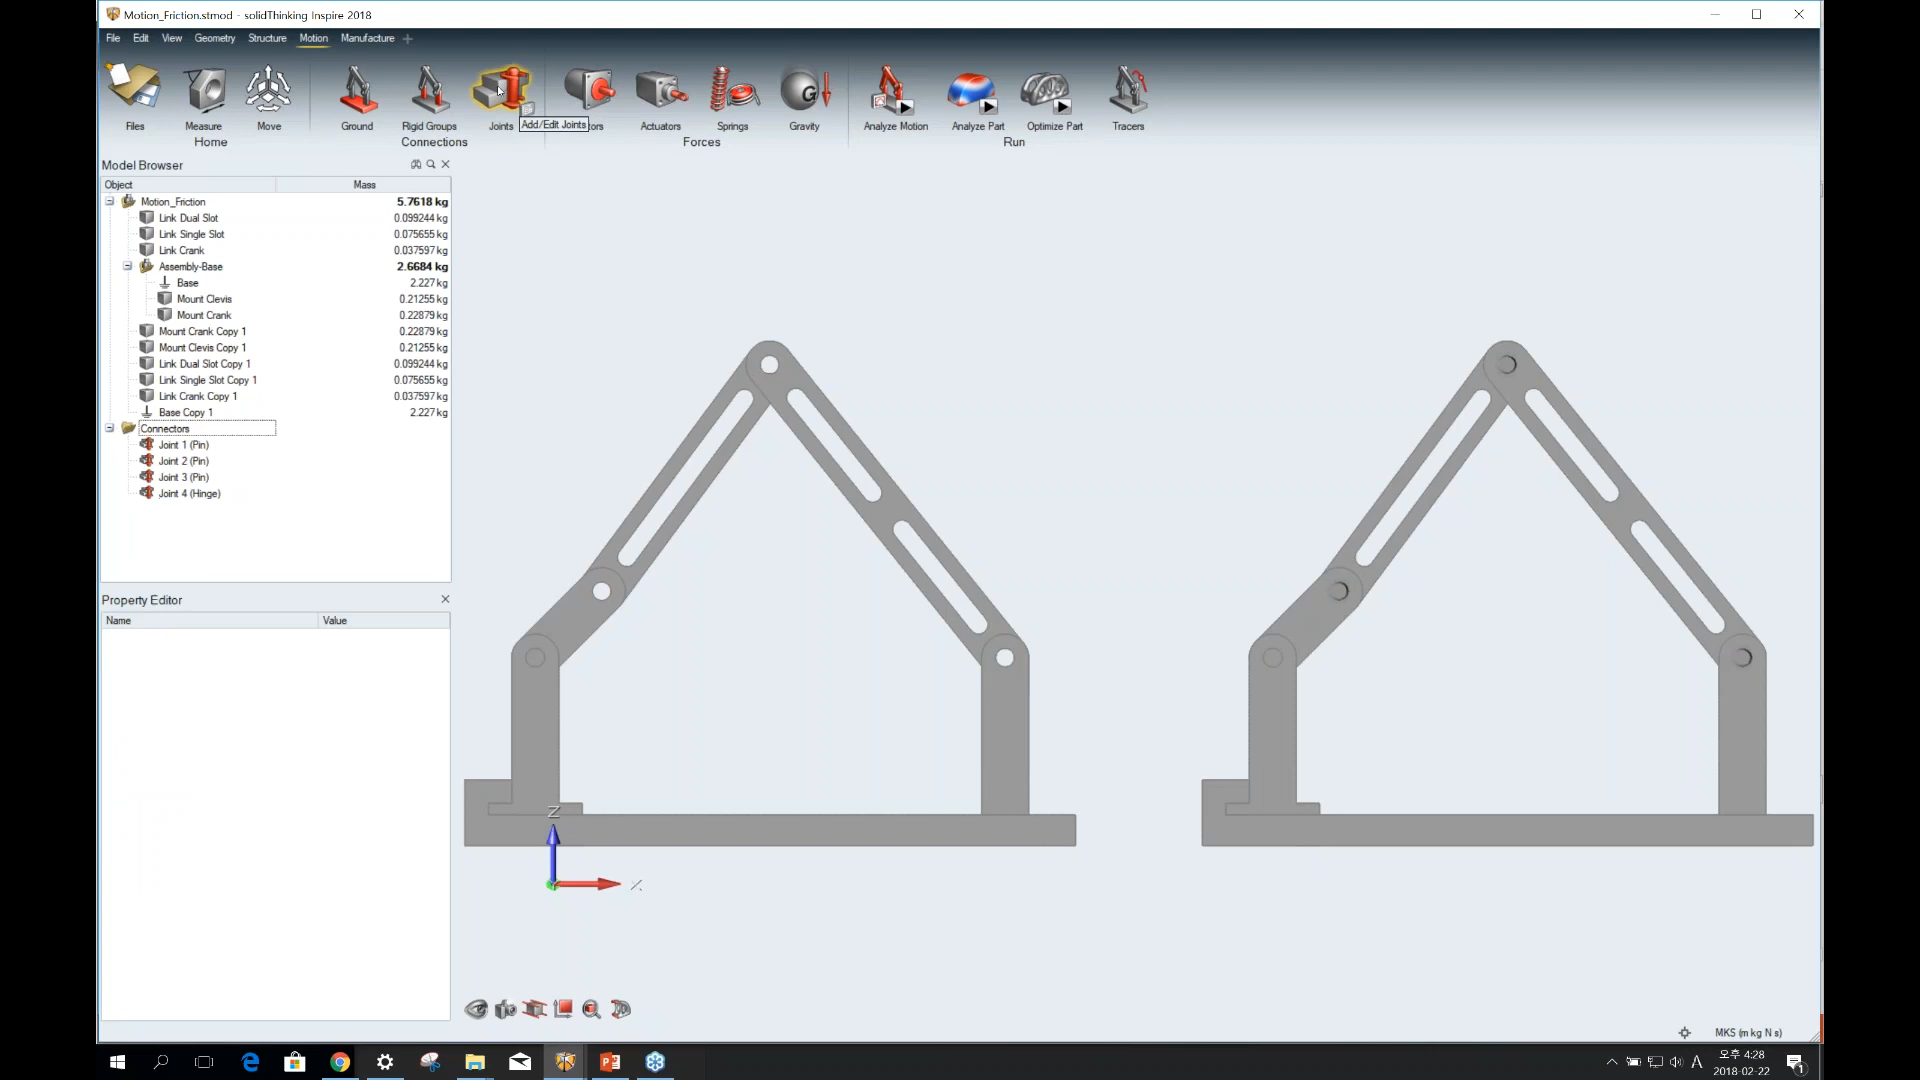 Motion_Friction.stmod - solidThinking Inspire 2018
File Edit View Geometry Structure Motion Manufacture
Files Measure Move Ground Rigid Groups Joints Actuators Springs Gravity Analyze Motion Analyze Part Optimize Part Tracers
Add/Edit Joints
Home Connections Forces Run
Model Browser
Object Mass
Motion_Friction 5.7618 kg
Link Dual Slot 0.099244 kg
Link Single Slot 0.075655 kg
Link Crank 0.037597 kg
Assembly-Base 2.6684 kg
Base 2.227 kg
Mount Clevis 0.21255 kg
Mount Crank 0.22879 kg
Mount Crank Copy 1 0.22879 kg
Mount Clevis Copy 1 0.21255 kg
Link Dual Slot Copy 1 0.099244 kg
Link Single Slot Copy 1 0.075655 kg
Link Crank Copy 1 0.037597 kg
Base Copy 1 2.227 kg
Connectors
Joint 1 (Pin)
Joint 2 (Pin)
Joint 3 (Pin)
Joint 4 (Hinge)
Property Editor
Name Value
G
Z
X
MKS (m kg N s)
A
오후 4:28
2018-02-22
1